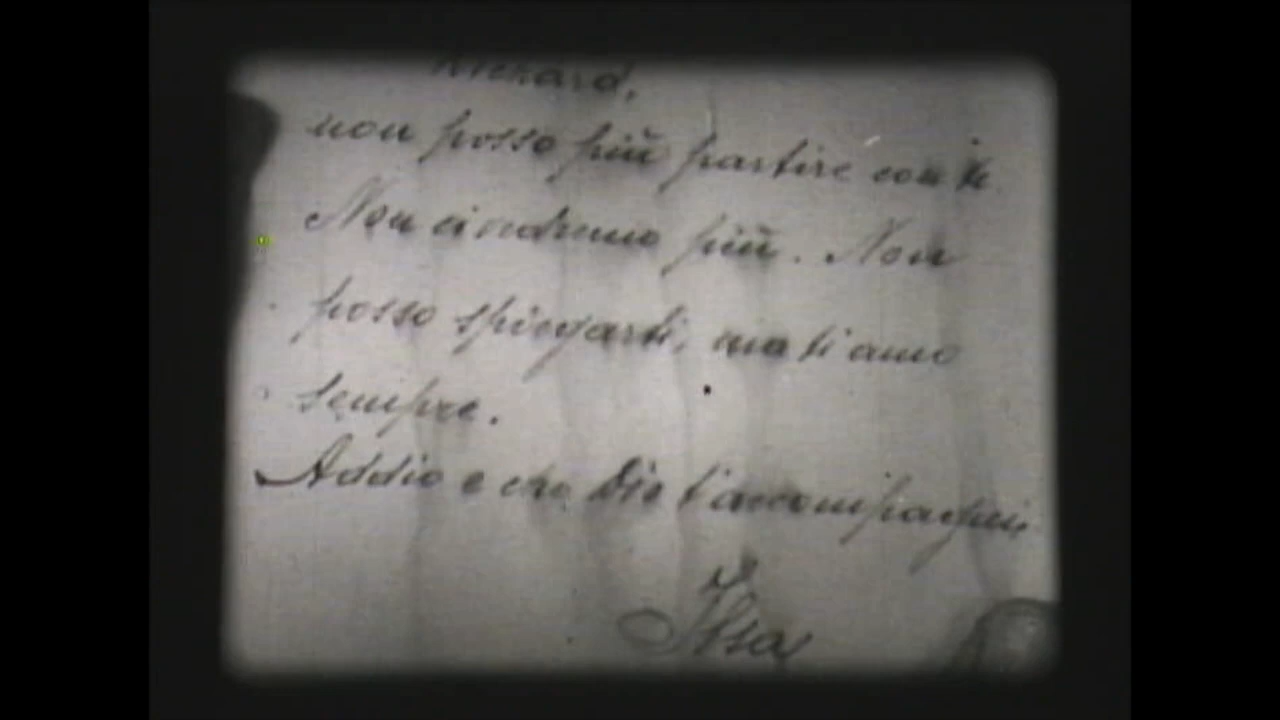 Richard,
non posso più partire con te
Non ci vedremo più. Non
posso spiegarti, ma ti amo
sempre.
Addio e che Dio t'accompagni,
Ilsa